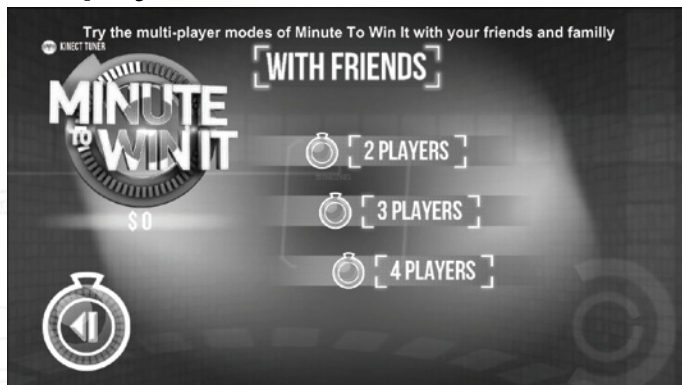 Try the multi-player modes of Minute To Win It with your friends and familly
KINECT TUNER
WITH FRIENDS
MINUTE
TO WIN IT
$0
2 PLAYERS
3 PLAYERS
4 PLAYERS